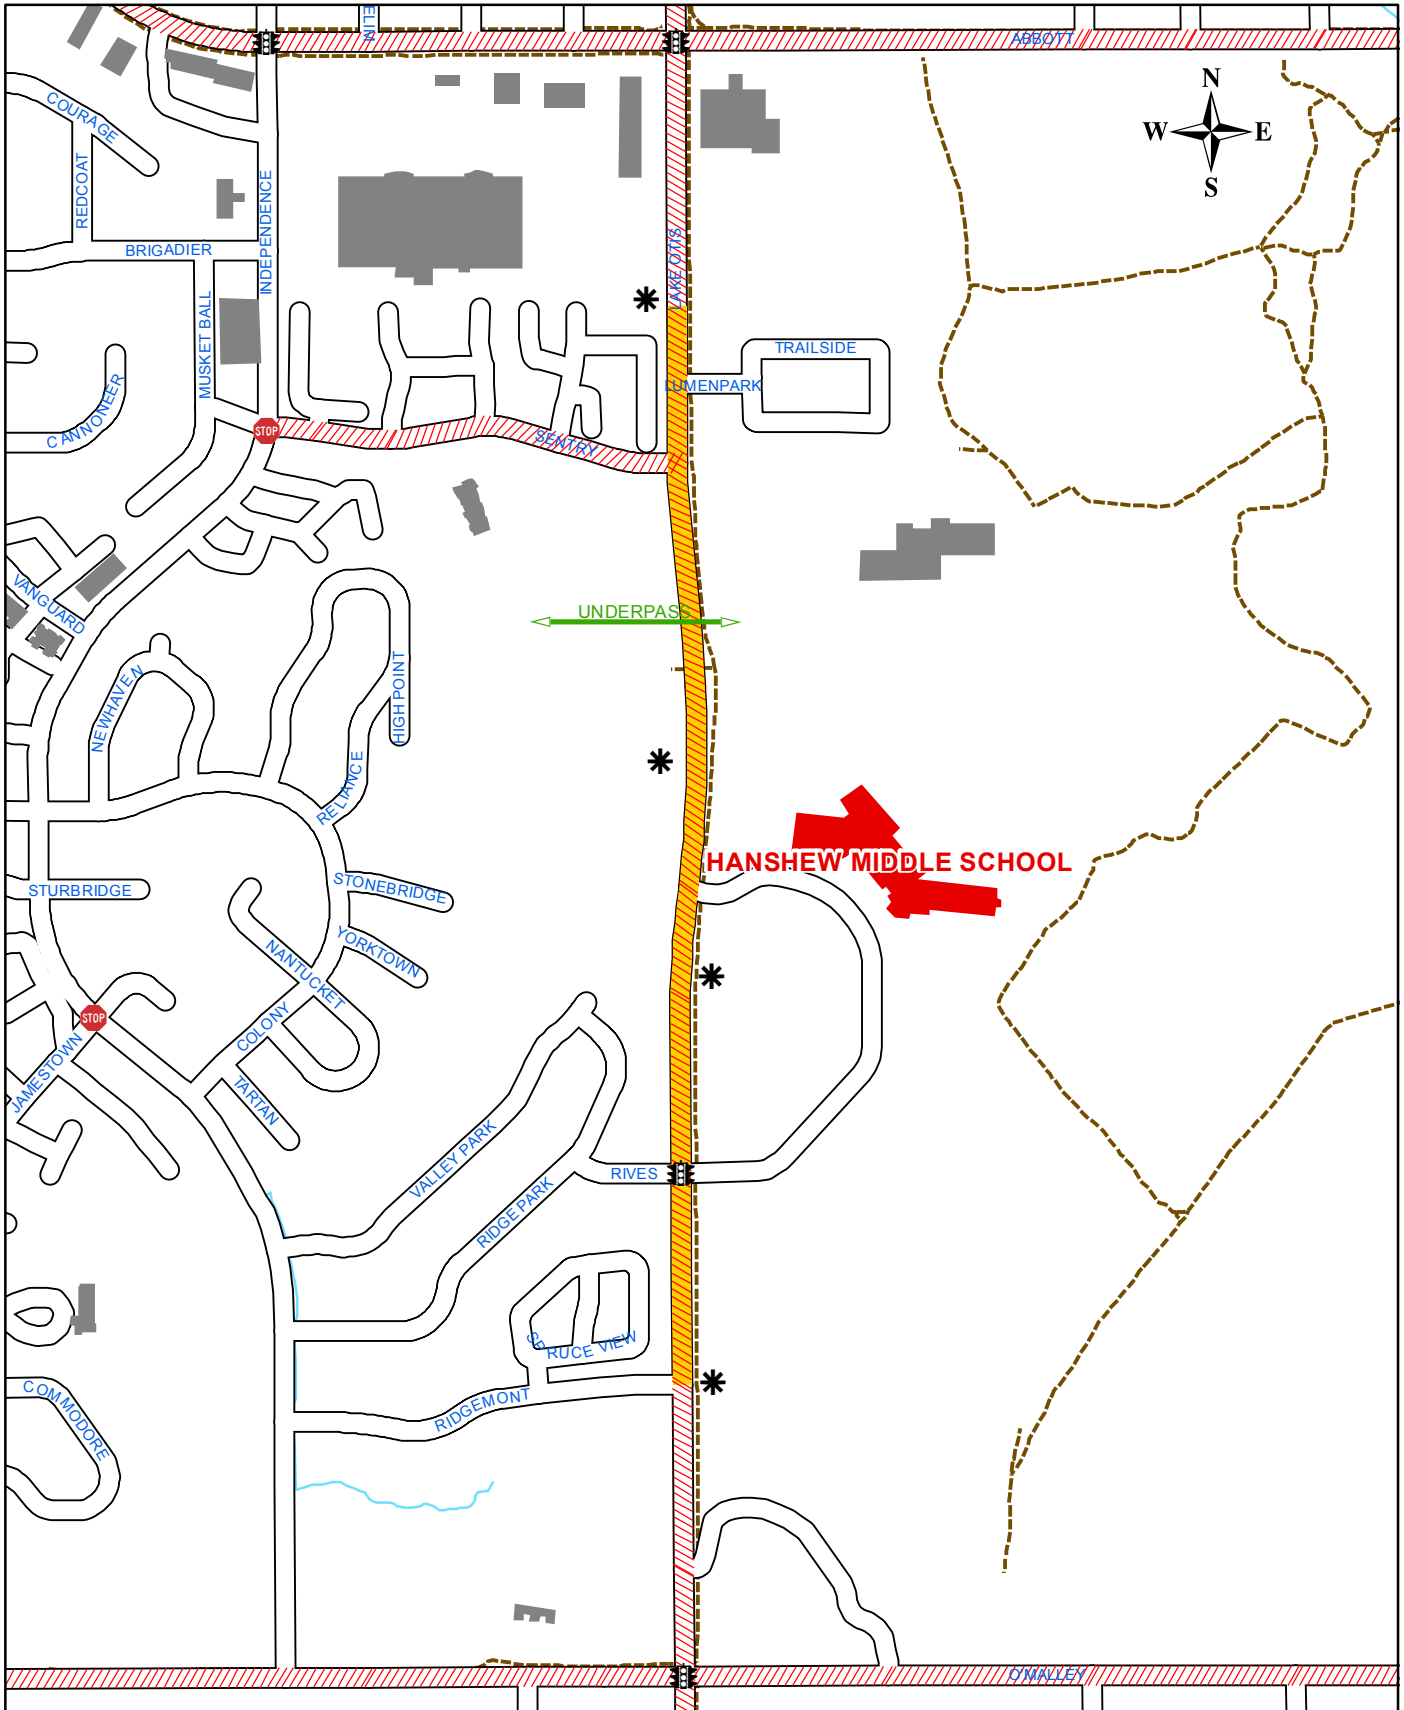 ELIM
ABBOTT
N
W E
S
COURAGE
REDCOAT
INDEPENDENCE
BRIGADIER
LAKE OTIS
MUSKET BALL
TRAILSIDE
LUMENPARK
CANNONEER
STOP
SENTRY
VANGUARD
UNDERPASS
HIGH POINT
NEWHAVEN
RELIANCE
HANSHEW MIDDLE SCHOOL
STURBRIDGE
STONEBRIDGE
YORKTOWN
NANTUCKET
STOP
COLONY
JAMESTOWN
TARTAN
VALLEY PARK
RIVES
RIDGE PARK
SPRUCE VIEW
COMMODORE
RIDGEMONT
O'MALLEY